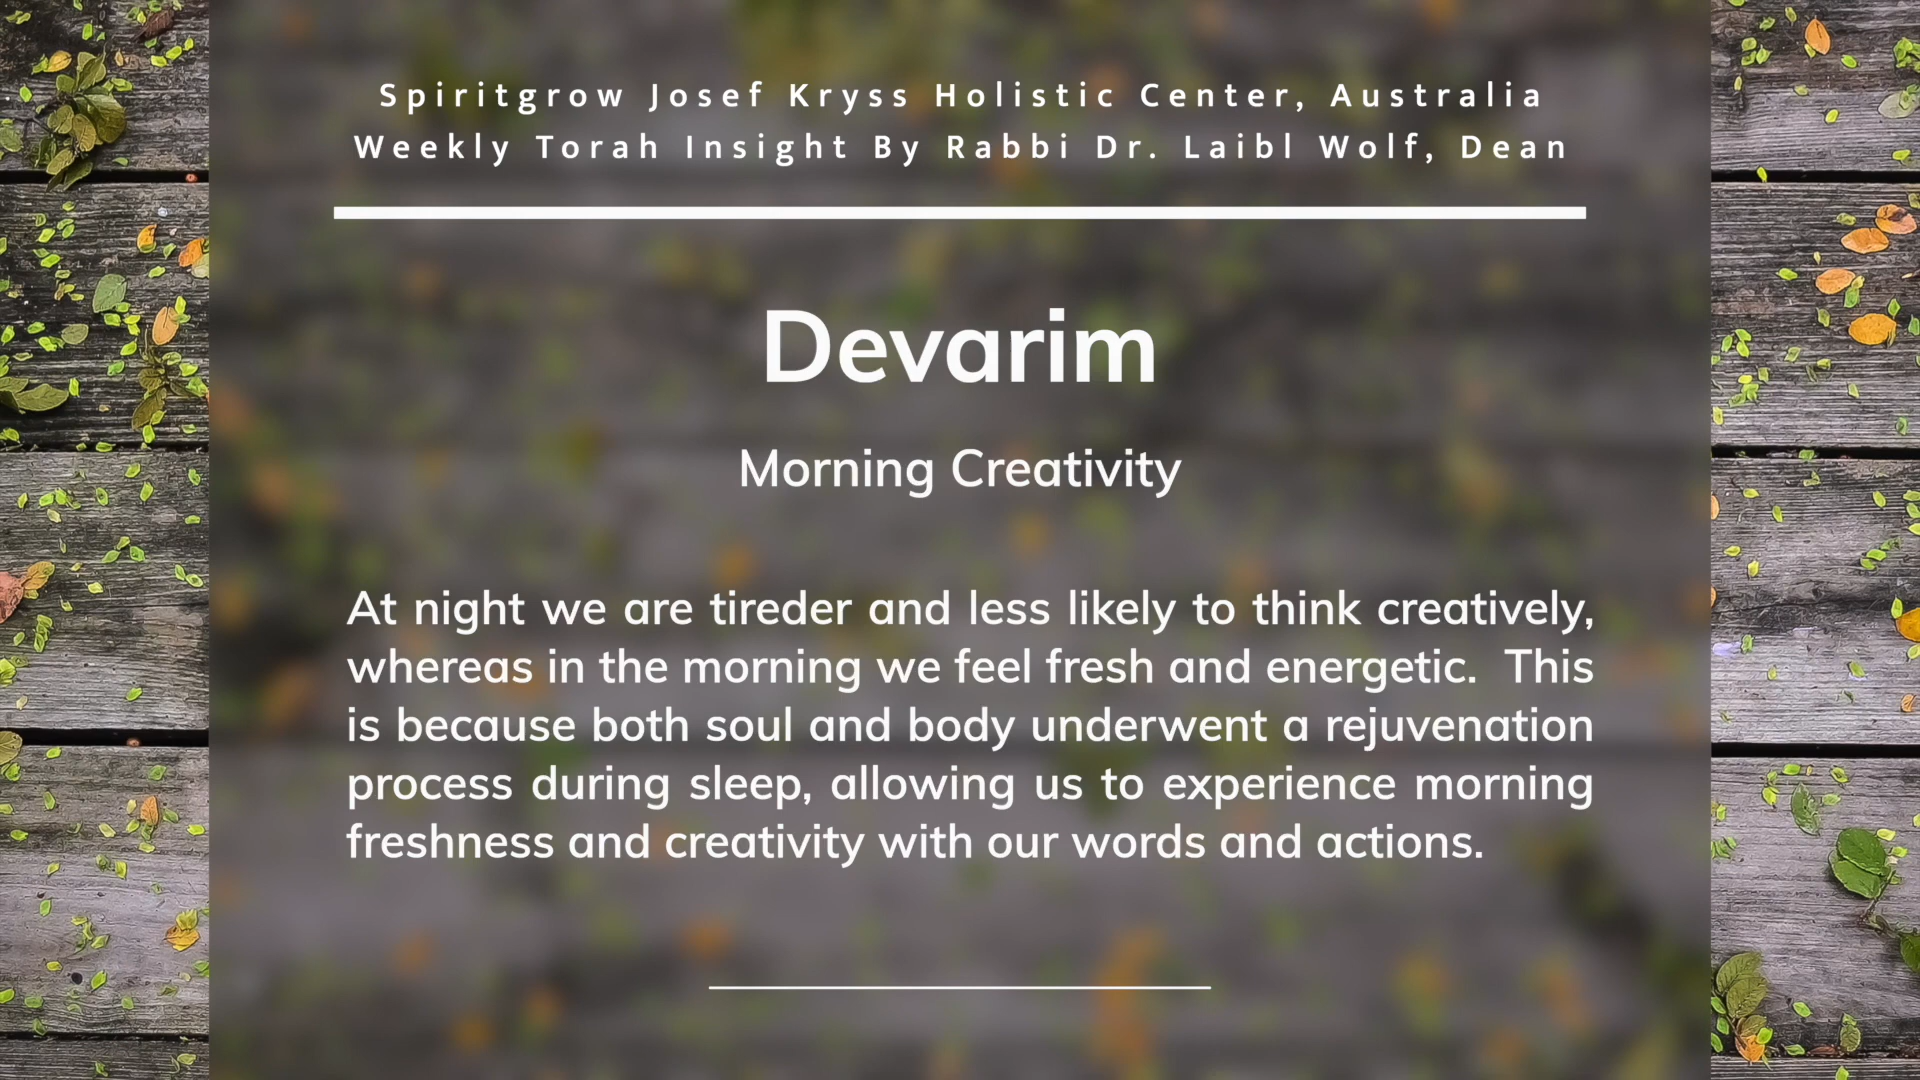 Spiritgrow Josef Kryss Holistic Center, Australia
Weekly Torah Insight By Rabbi Dr. Laibl Wolf, Dean
Devarim
Morning Creativity
At night we are tireder and less likely to think creatively,
whereas in the morning we feel fresh and energetic.  This
is because both soul and body underwent a rejuvenation
process during sleep, allowing us to experience morning
freshness and creativity with our words and actions.